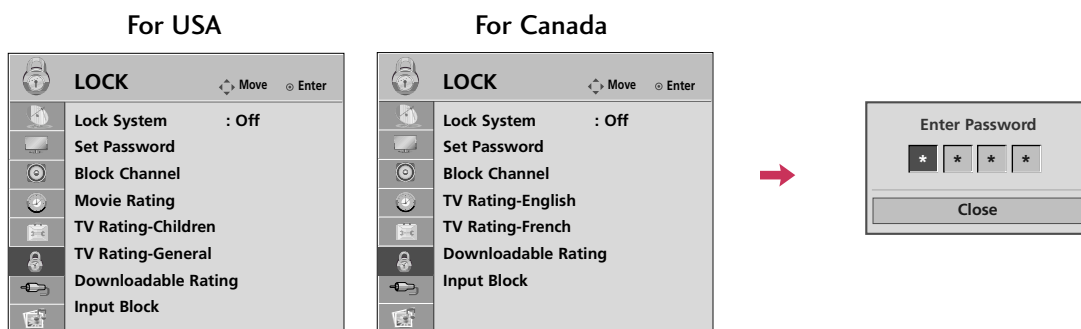 For USA
LOCK
Move
Enter
Lock System : Off
Set Password
Block Channel
Movie Rating
TV Rating-Children
TV Rating-General
Downloadable Rating
Input Block
For Canada
LOCK
Move
Enter
Lock System : Off
Set Password
Block Channel
TV Rating-English
TV Rating-French
Downloadable Rating
Input Block
Enter Password
* * * *
Close